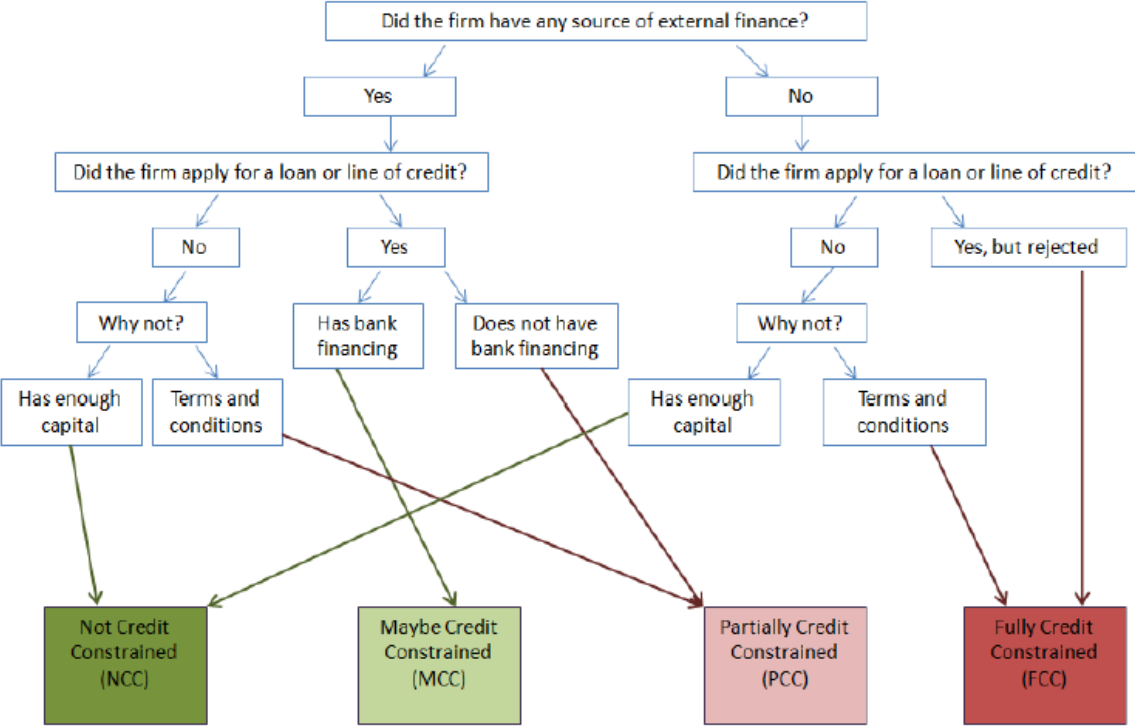 Did the firm have any source of external finance?
Yes
No
Did the firm apply for a loan or line of credit?
Did the firm apply for a loan or line of credit?
No
Yes
No
Yes, but rejected
Why not?
Has bank
financing
Does not have
bank financing
Why not?
Has enough
capital
Terms and
conditions
Has enough
capital
Terms and
conditions
Not Credit
Constrained
(NCC)
Maybe Credit
Constrained
(MCC)
Partially Credit
Constrained
(PCC)
Fully Credit
Constrained
(FCC)